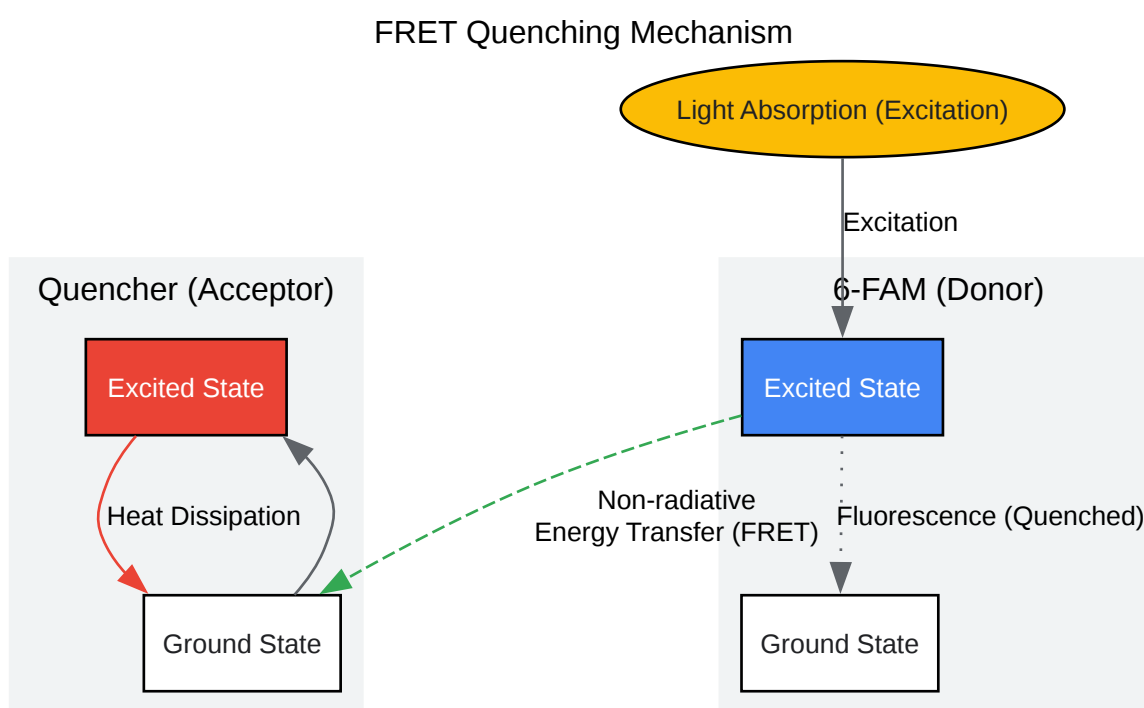 FRET Quenching Mechanism
Light Absorption (Excitation)
Excitation
Quencher (Acceptor)
6-FAM (Donor)
Excited State
Excited State
Heat Dissipation
Non-radiative
Energy Transfer (FRET)
Fluorescence (Quenched)
Ground State
Ground State